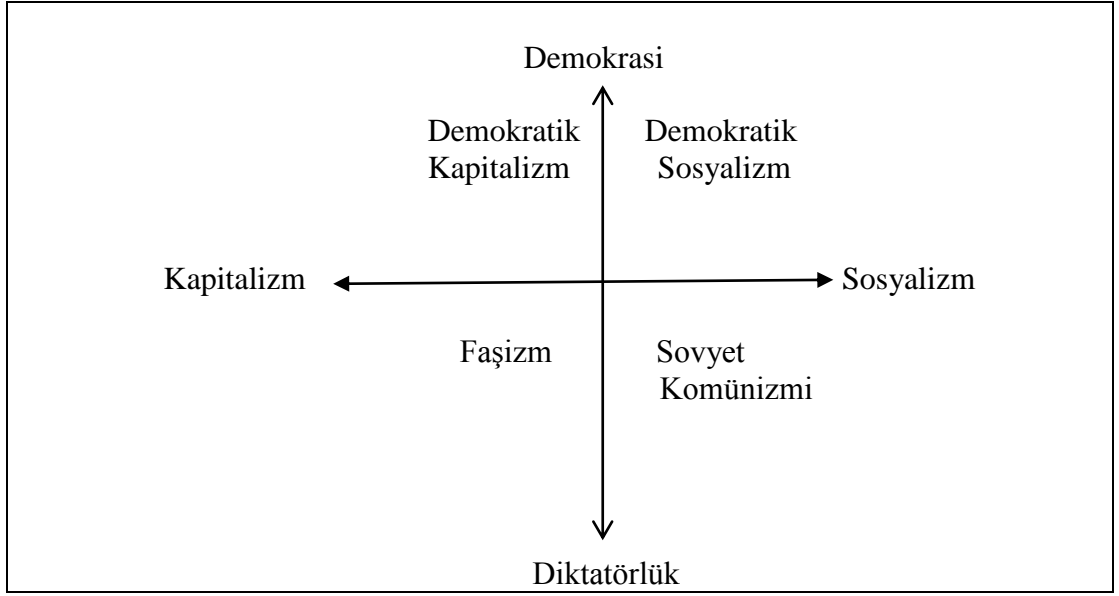 Demokrasi
Demokratik
Kapitalizm
Demokratik
Sosyalizm
Kapitalizm
Sosyalizm
Faşizm
Sovyet
Komünizmi
Diktatörlük